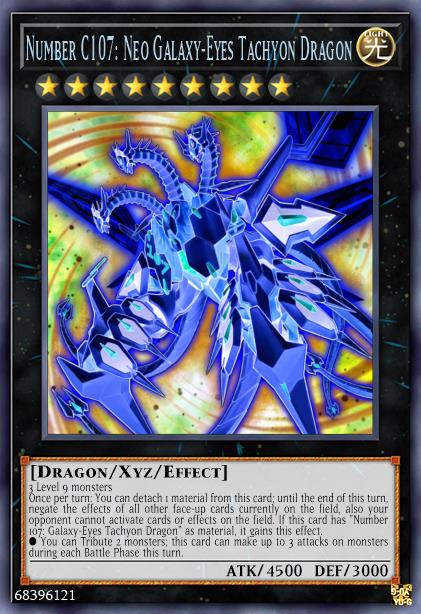 Number C107: Neo Galaxy-Eyes Tachyon Dragon
LIGHT
光
[Dragon/Xyz/Effect]
3 Level 9 monsters
Once per turn: You can detach 1 material from this card; until the end of this turn,
negate the effects of all other face-up cards currently on the field, also your
opponent cannot activate cards or effects on the field. If this card has "Number
107: Galaxy-Eyes Tachyon Dragon" as material, it gains this effect.
● You can Tribute 2 monsters; this card can make up to 3 attacks on monsters
during each Battle Phase this turn.
ATK/4500 DEF/3000
68396121